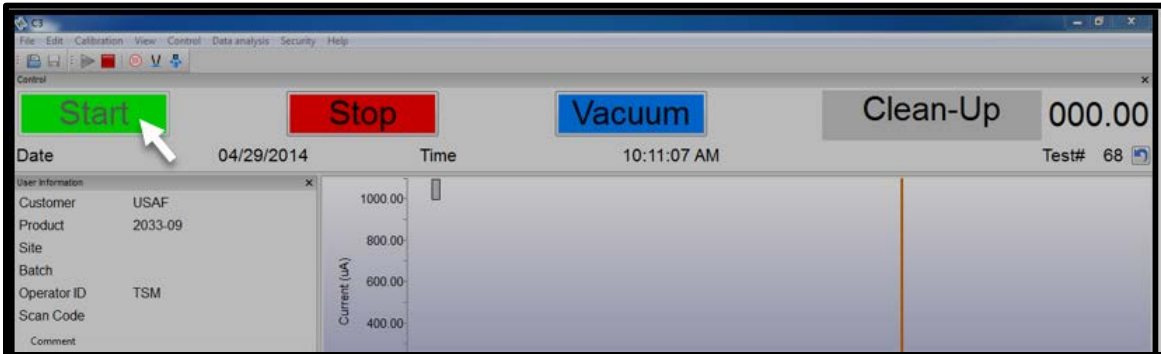 C3
File Edit Calibration View Control Data analysis Security Help
Control
Start Stop Vacuum Clean-Up 000.00
Date 04/29/2014 Time 10:11:07 AM Test# 68
User Information
Customer USAF
Product 2033-09
Site
Batch
Operator ID TSM
Scan Code
Comment
1000.00
800.00
600.00
400.00
Current (uA)